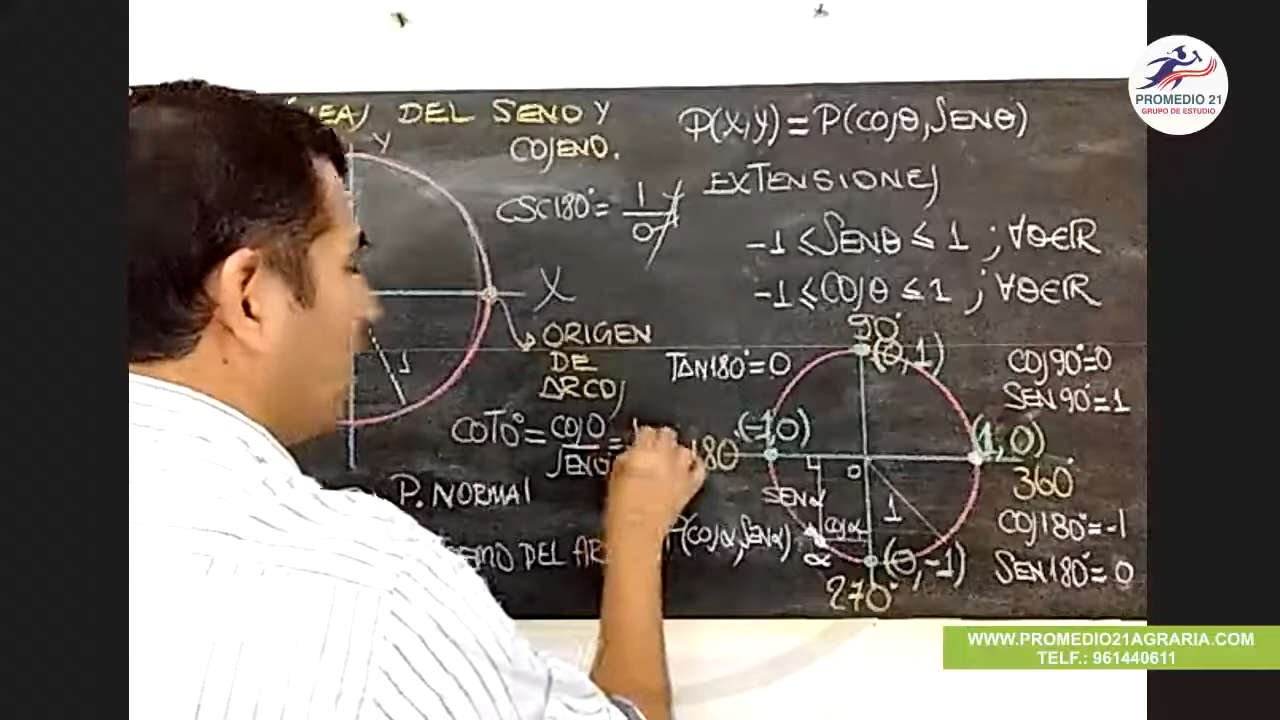 DEL SENO Y
COSENO.
P(X,Y) = P(COSθ, SENθ)
Y
EXTENSIONES
CSC180° = 1/0
-1 ≤ SENθ ≤ 1 ; ∀θ∈ℝ
-1 ≤ COSθ ≤ 1 ; ∀θ∈ℝ
X
ORIGEN
DE
ARCOS
1
90°
(0,1)
TAN180° = 0
COS90° = 0
SEN90° = 1
(-1,0)
180°
(1,0)
360°
0
COT0° = COS0/SEN0 = 1
P. NORMAL
SENα
COSα
1
P(COSα, SENα)
α
(0,-1)
270°
COS180° = -1
SEN180° = 0
DEL
PROMEDIO 21
GRUPO DE ESTUDIO
WWW.PROMEDIO21AGRARIA.COM
TELF.: 961440611